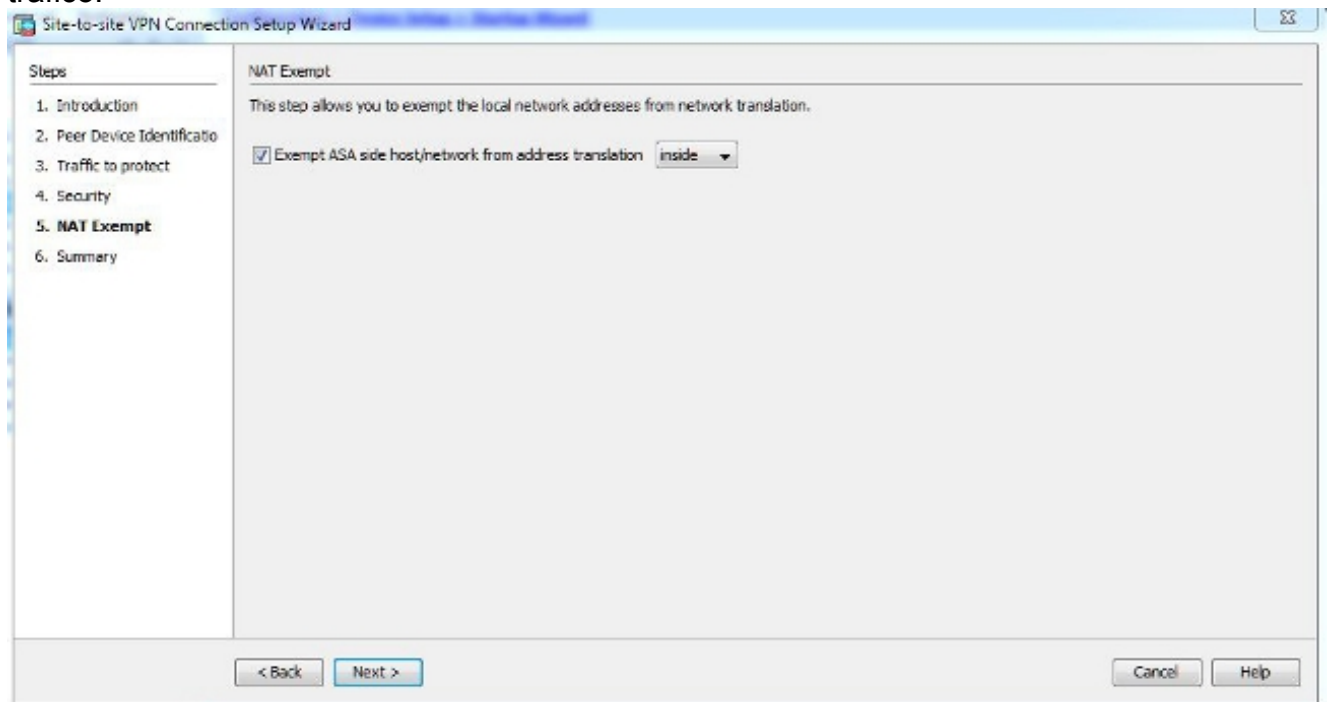 Site-to-site VPN Connection Setup Wizard
Steps
1. Introduction
2. Peer Device Identificatio
3. Traffic to protect
4. Security
5. NAT Exempt
6. Summary
NAT Exempt
This step allows you to exempt the local network addresses from network translation.
Exempt ASA side host/network from address translation inside
< Back Next > Cancel Help